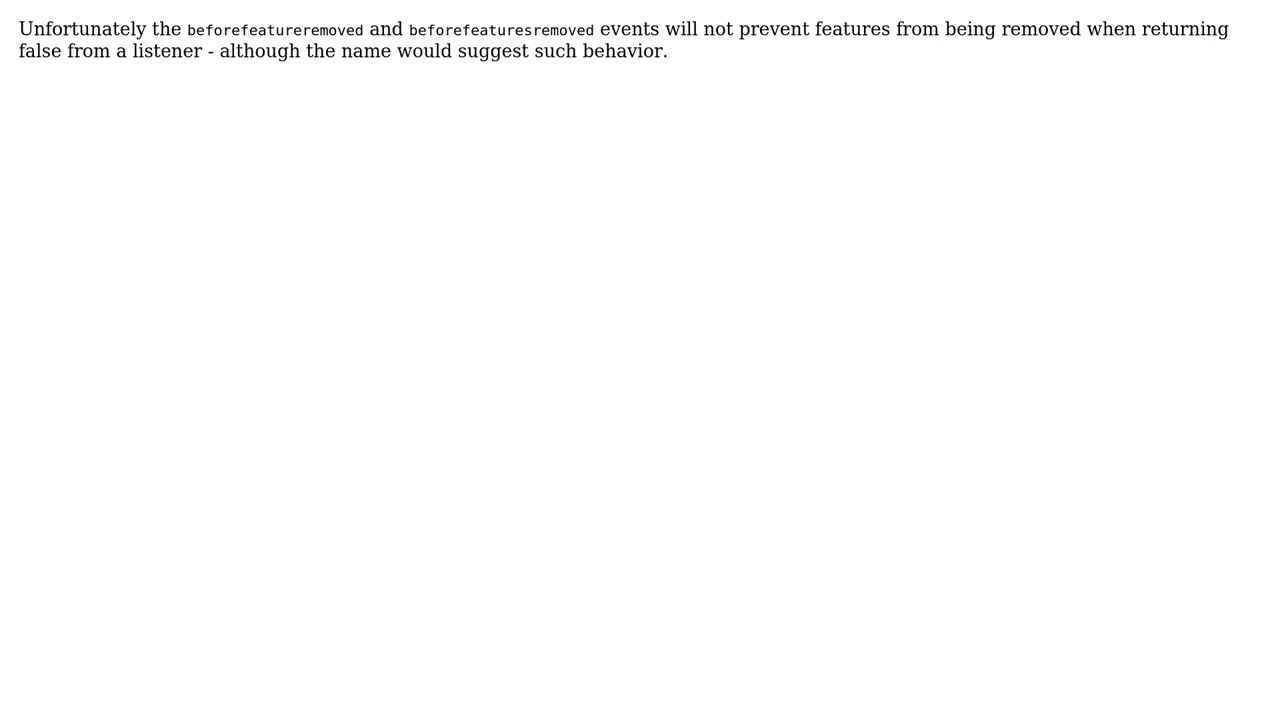 Unfortunately the beforefeatureremoved and beforefeaturesremoved events will not prevent features from being removed when returning
false from a listener - although the name would suggest such behavior.